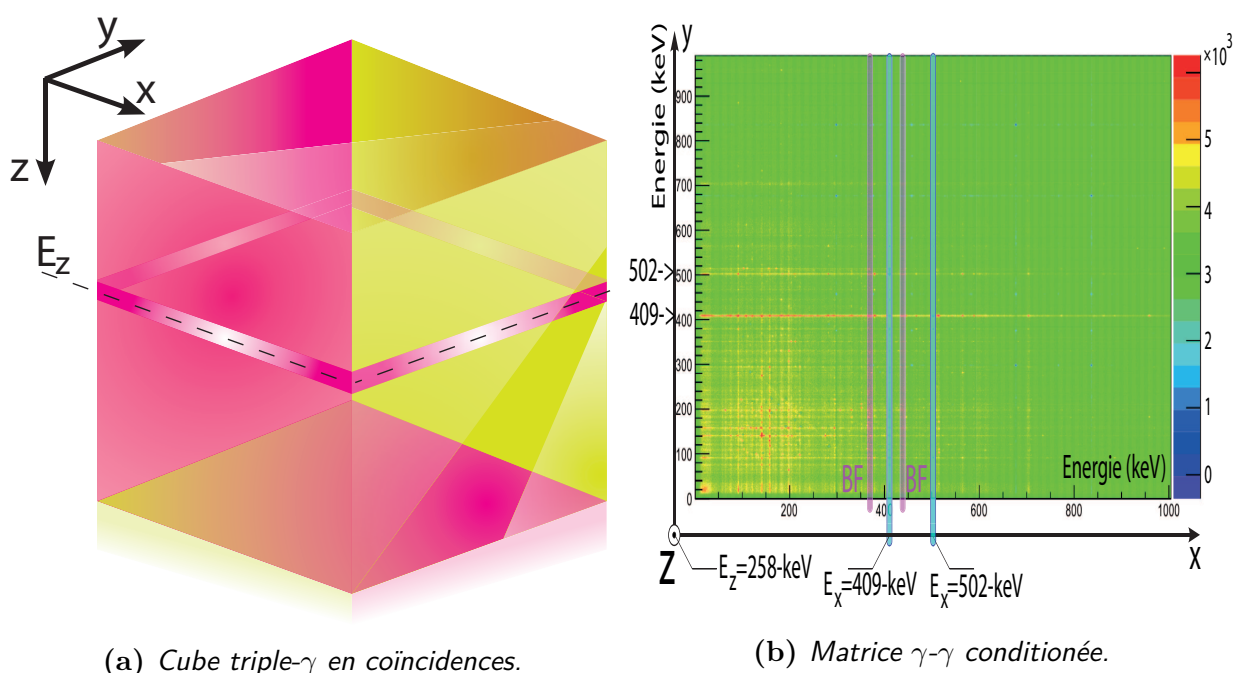 y
x
z
E_z
(a) Cube triple-γ en coïncidences.
y
Energie (keV)
900
800
700
600
502-
500
409-
400
300
200
100
0
BF
BF
Energie (keV)
200
400
600
800
1000
×10³
6
5
4
3
2
1
0
Z
x
E_z=258-keV
E_x=409-keV
E_x=502-keV
(b) Matrice γ-γ conditionée.